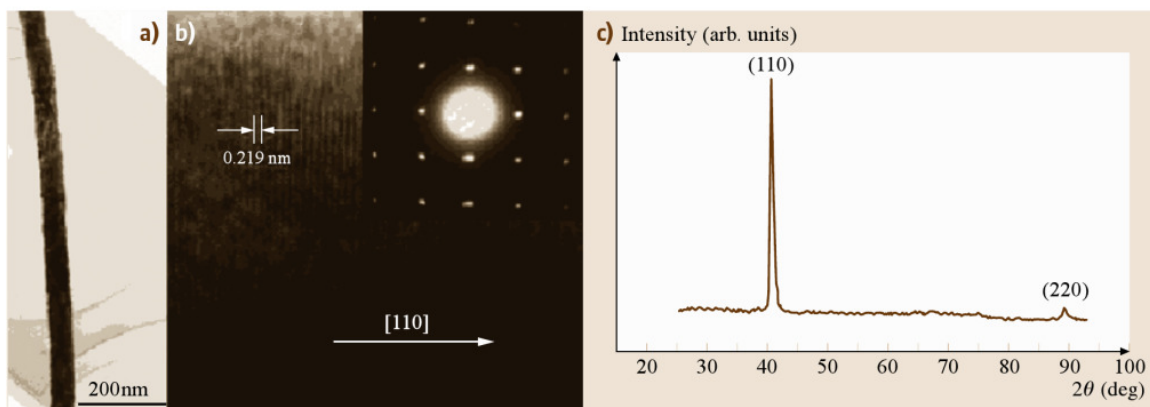 a)
200nm
b)
0.219 nm
[110]
c) Intensity (arb. units)
(110)
(220)
20 30 40 50 60 70 80 90 100
2θ (deg)